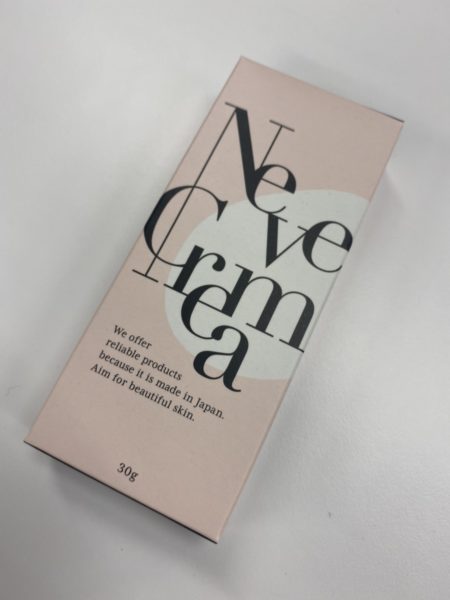 Neve
Crema
We offer
reliable products
because it is made in Japan.
Aim for beautiful skin.
30g